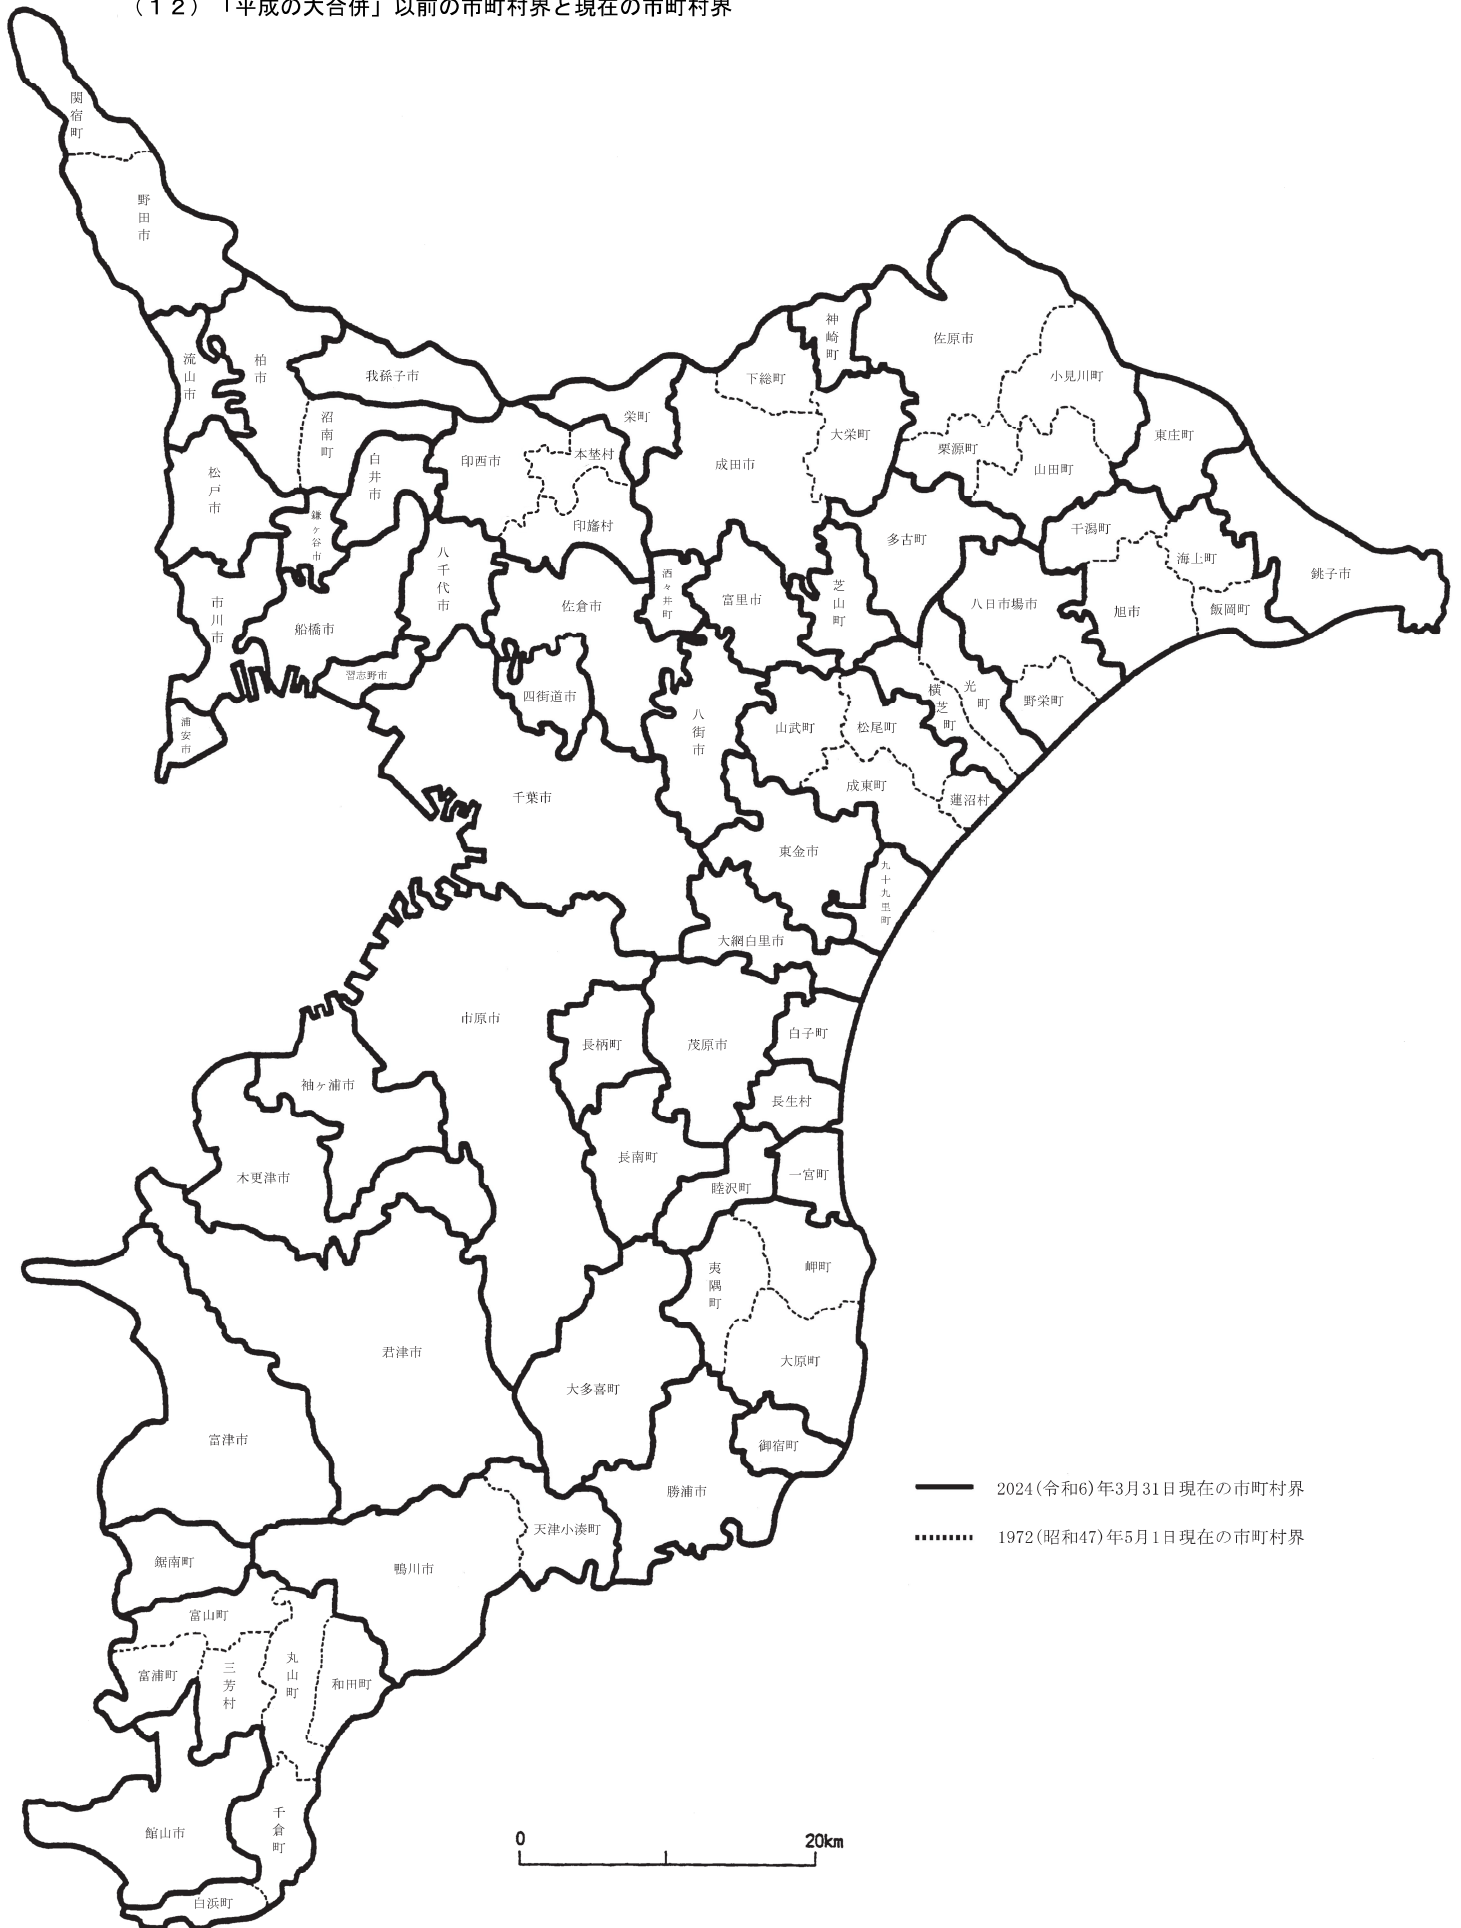 （１２）「平成の大合併」以前の市町村界と現在の市町村界
関宿町
野田市
流山市
柏市
我孫子市
沼南町
白井市
松戸市
鎌ケ谷市
印西市
本埜村
印旛村
栄町
成田市
下総町
神崎町
大栄町
佐原市
小見川町
栗源町
山田町
東庄町
多古町
干潟町
海上町
銚子市
飯岡町
旭市
八日市場市
野栄町
光町
横芝町
芝山町
富里市
酒々井町
佐倉市
八千代市
船橋市
市川市
浦安市
習志野市
四街道市
八街市
山武町
松尾町
成東町
蓮沼村
千葉市
東金市
九十九里町
大網白里市
市原市
長柄町
茂原市
白子町
長生村
袖ヶ浦市
木更津市
長南町
睦沢町
一宮町
夷隅町
岬町
大原町
君津市
大多喜町
富津市
御宿町
勝浦市
天津小湊町
鴨川市
鋸南町
富山町
富浦町
三芳村
丸山町
和田町
館山市
千倉町
白浜町
2024(令和6)年3月31日現在の市町村界
1972(昭和47)年5月1日現在の市町村界
0 20km